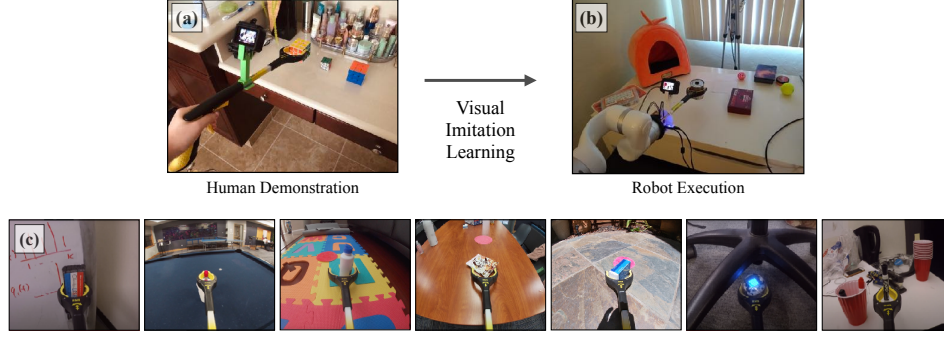 (a)
(b)
Visual
Imitation
Learning
Human Demonstration
Robot Execution
(c)